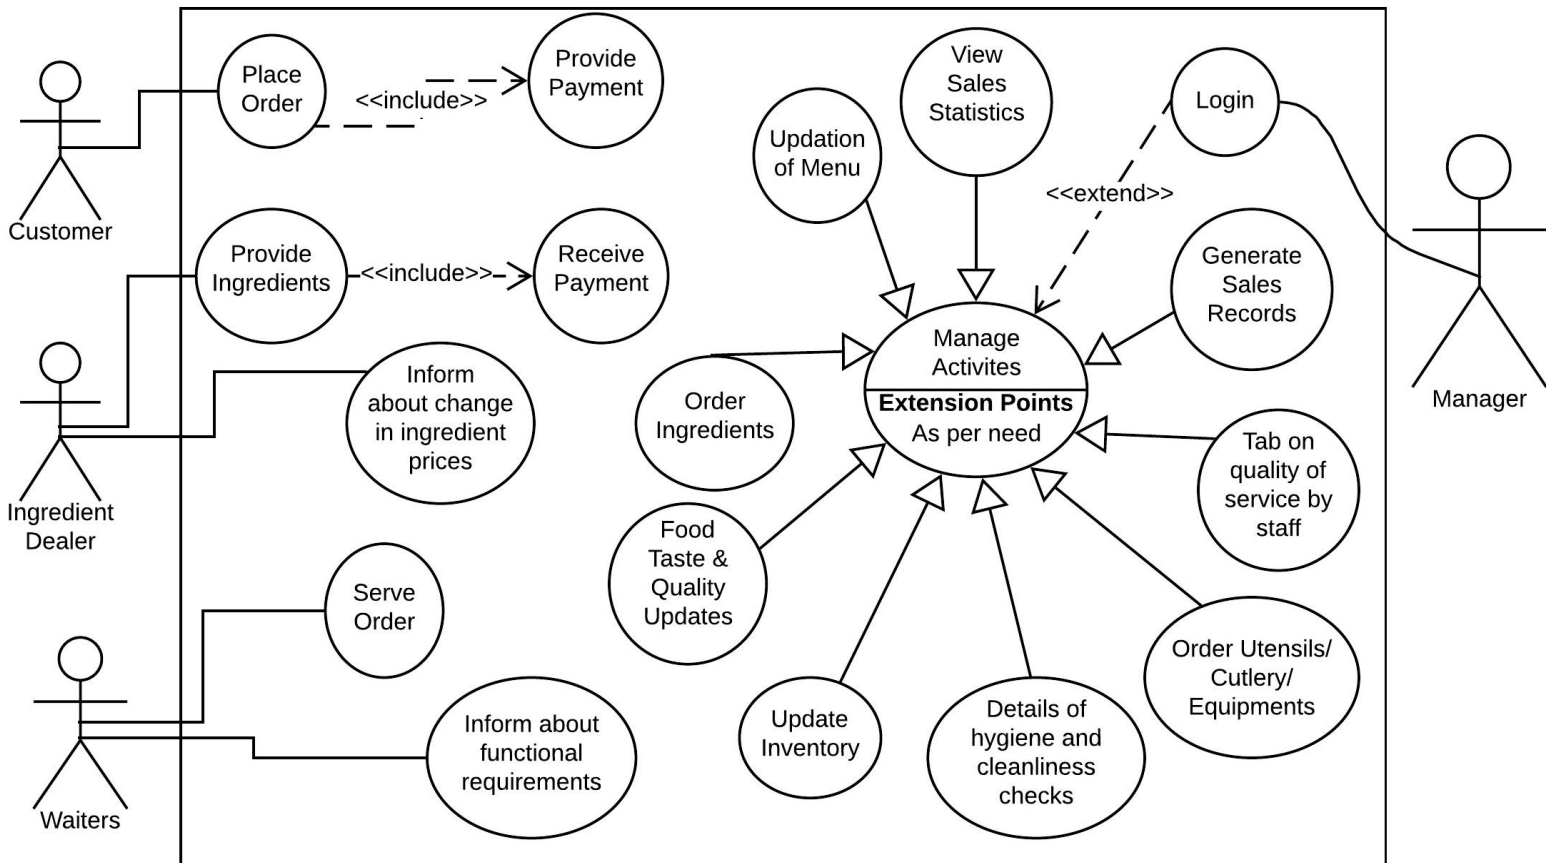 Place
Order
<<include>>
Provide
Payment
View
Sales
Statistics
Login
Updation
of Menu
<<extend>>
Customer
Provide
Ingredients
<<include>>
Receive
Payment
Generate
Sales
Records
Manage
Activites
Extension Points
As per need
Manager
Inform
about change
in ingredient
prices
Order
Ingredients
Tab on
quality of
service by
staff
Ingredient
Dealer
Food
Taste &
Quality
Updates
Serve
Order
Order Utensils/
Cutlery/
Equipments
Inform about
functional
requirements
Update
Inventory
Details of
hygiene and
cleanliness
checks
Waiters